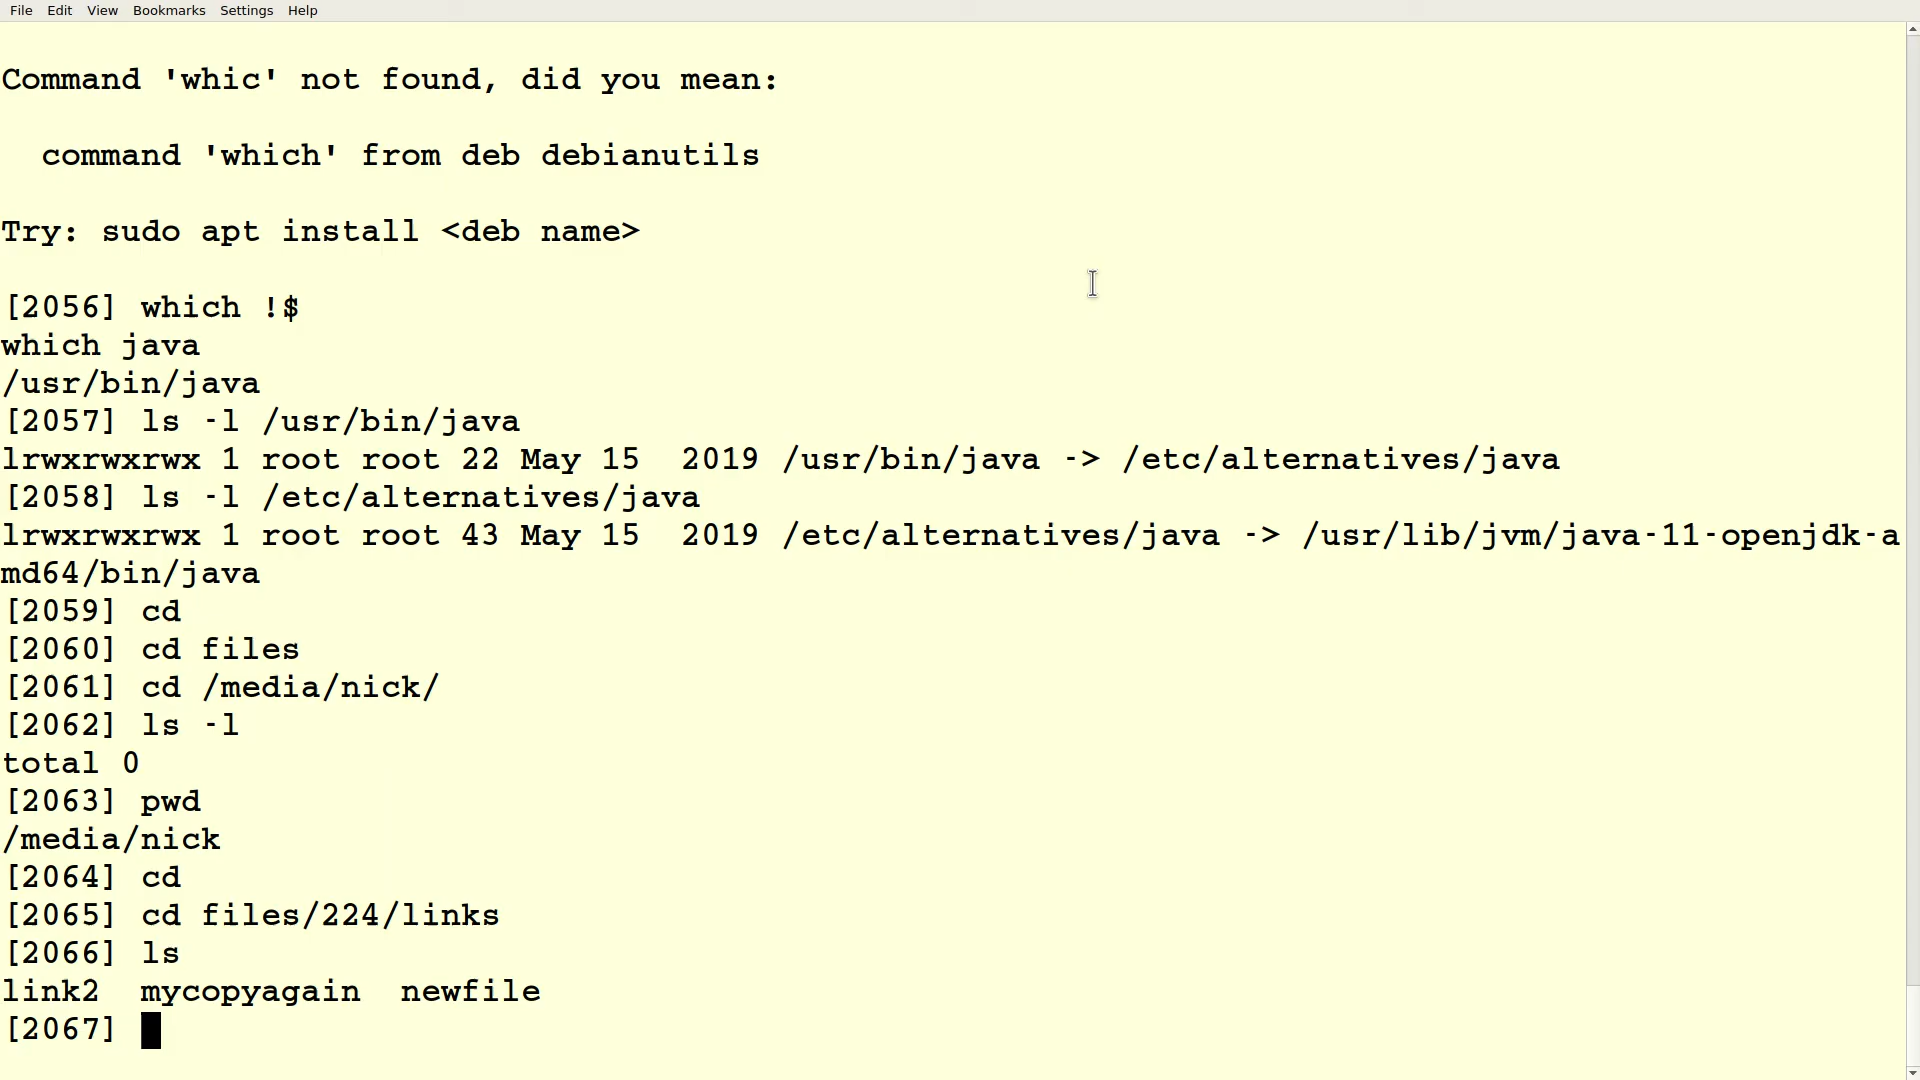 File Edit View Bookmarks Settings Help
Command 'whic' not found, did you mean:
command 'which' from deb debianutils
Try: sudo apt install <deb name>
[2056] which !$
which java
/usr/bin/java
[2057] ls -l /usr/bin/java
lrwxrwxrwx 1 root root 22 May 15  2019 /usr/bin/java -> /etc/alternatives/java
[2058] ls -l /etc/alternatives/java
lrwxrwxrwx 1 root root 43 May 15  2019 /etc/alternatives/java -> /usr/lib/jvm/java-11-openjdk-a
md64/bin/java
[2059] cd
[2060] cd files
[2061] cd /media/nick/
[2062] ls -l
total 0
[2063] pwd
/media/nick
[2064] cd
[2065] cd files/224/links
[2066] ls
link2  mycopyagain  newfile
[2067]